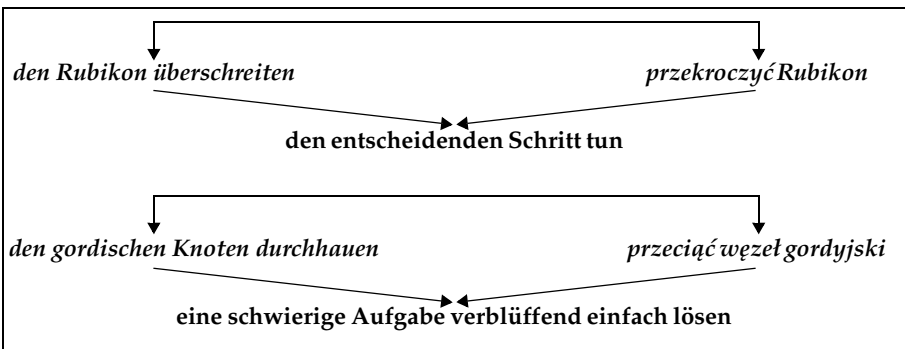 den Rubikon überschreiten przekroczyć Rubikon
den entscheidenden Schritt tun
den gordischen Knoten durchhauen przeciąć węzeł gordyjski
eine schwierige Aufgabe verblüffend einfach lösen